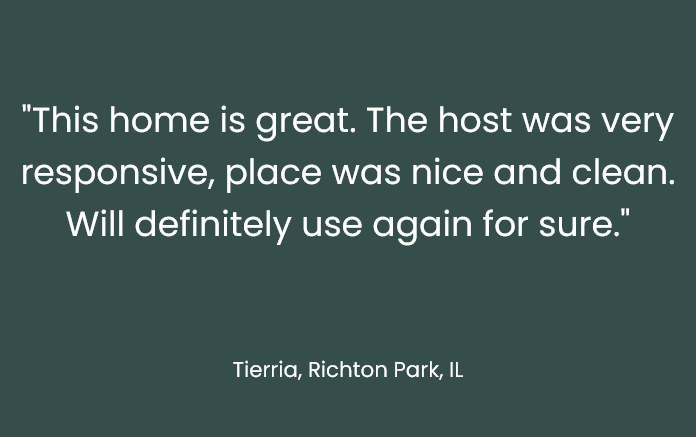 "This home is great. The host was very
responsive, place was nice and clean.
Will definitely use again for sure."
Tierria, Richton Park, IL